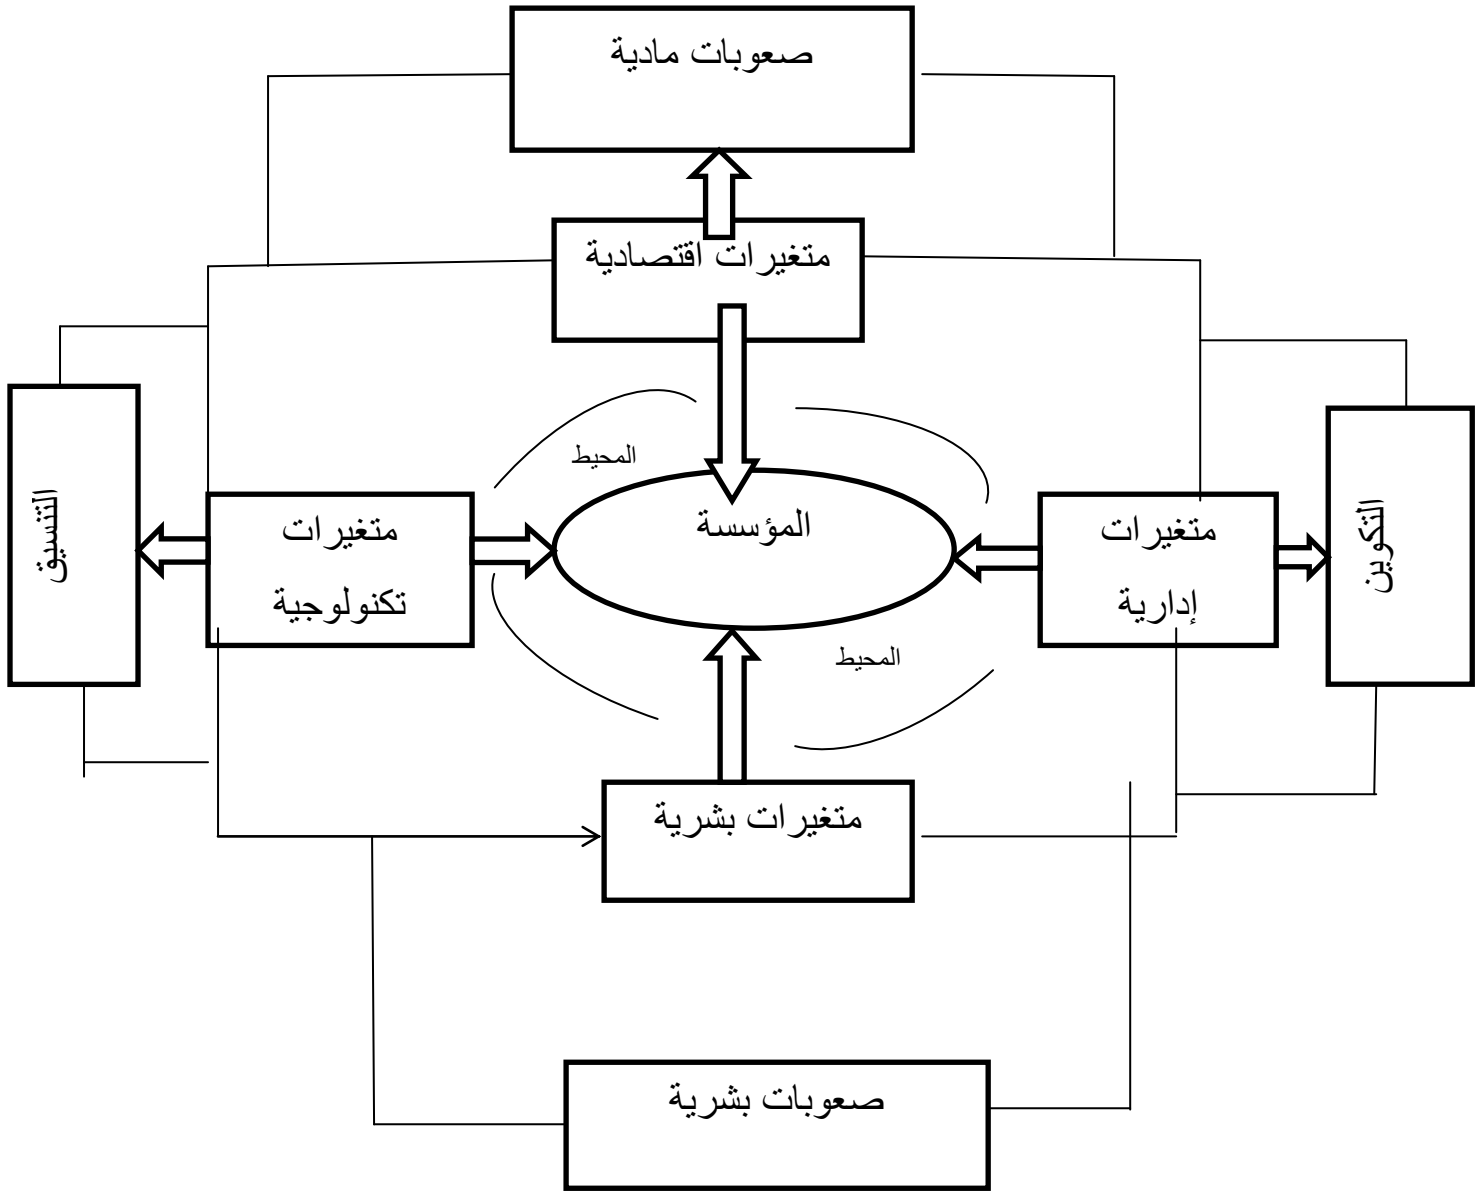 صعوبات مادية
متغيرات اقتصادية
المحيط
المؤسسة
متغيرات
إدارية
التكوين
متغيرات
تكنولوجية
التنسيق
المحيط
متغيرات بشرية
صعوبات بشرية